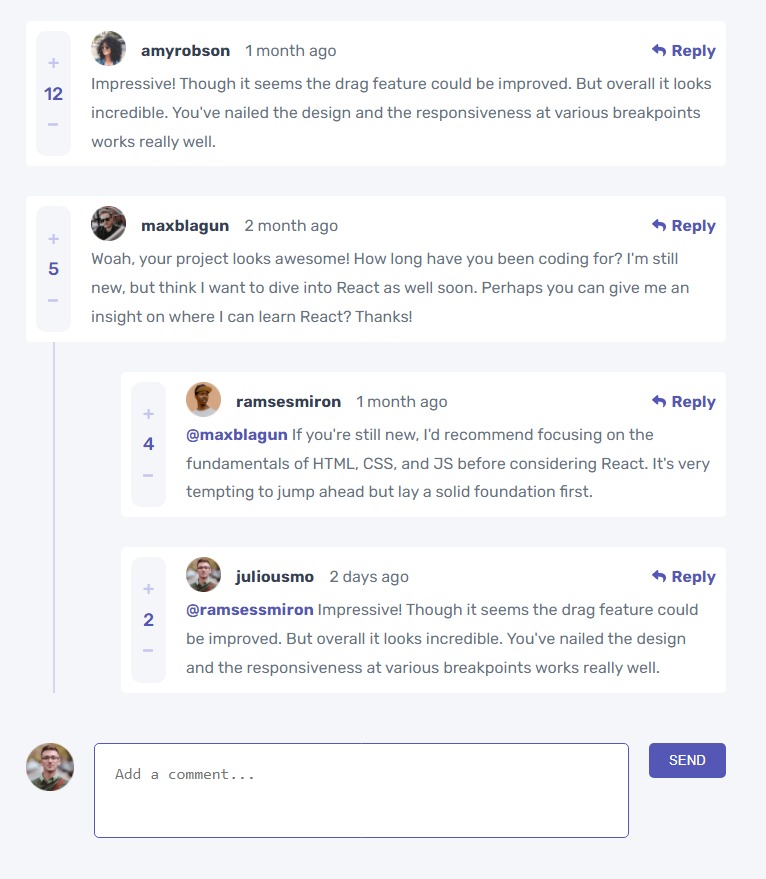 amyrobson 1 month ago Reply
+
12
−
Impressive! Though it seems the drag feature could be improved. But overall it looks
incredible. You've nailed the design and the responsiveness at various breakpoints
works really well.
maxblagun 2 month ago Reply
+
5
−
Woah, your project looks awesome! How long have you been coding for? I'm still
new, but think I want to dive into React as well soon. Perhaps you can give me an
insight on where I can learn React? Thanks!
ramsesmiron 1 month ago Reply
+
4
−
@maxblagun If you're still new, I'd recommend focusing on the
fundamentals of HTML, CSS, and JS before considering React. It's very
tempting to jump ahead but lay a solid foundation first.
juliousmo 2 days ago Reply
+
2
−
@ramsessmiron Impressive! Though it seems the drag feature could
be improved. But overall it looks incredible. You've nailed the design
and the responsiveness at various breakpoints works really well.
Add a comment...
SEND